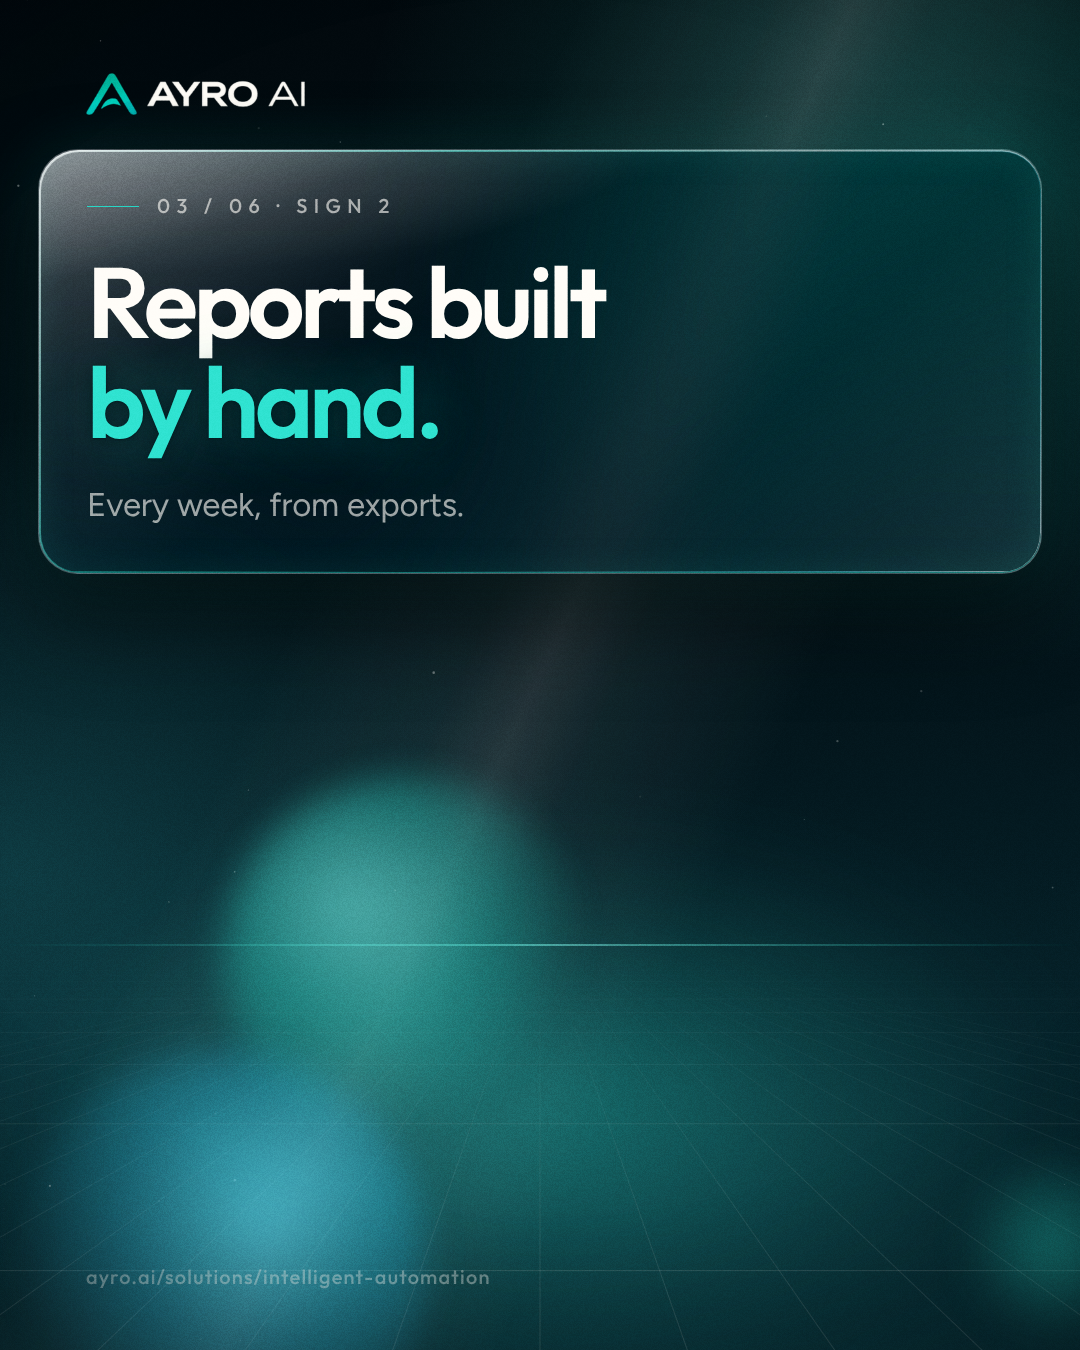 AYRO AI
03 / 06 · SIGN 2
Reports built
by hand.
Every week, from exports.
ayro.ai/solutions/intelligent-automation